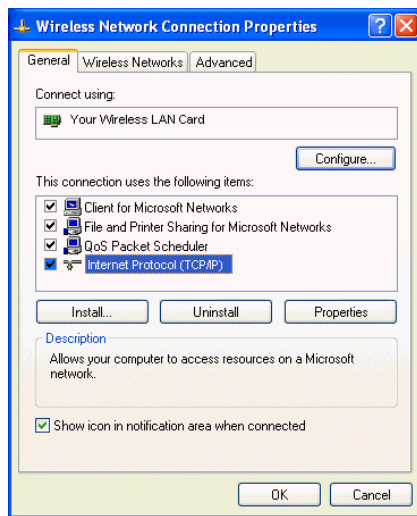 Wireless Network Connection Properties
General Wireless Networks Advanced
Connect using:
Your Wireless LAN Card
Configure...
This connection uses the following items:
Client for Microsoft Networks
File and Printer Sharing for Microsoft Networks
QoS Packet Scheduler
Internet Protocol (TCP/IP)
Install... Uninstall Properties
Description
Allows your computer to access resources on a Microsoft
network.
Show icon in notification area when connected
OK Cancel